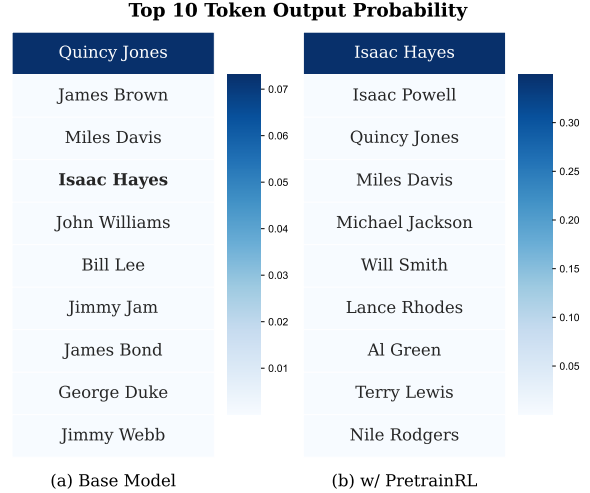 Top 10 Token Output Probability
Quincy Jones
James Brown
Miles Davis
Isaac Hayes
John Williams
Bill Lee
Jimmy Jam
James Bond
George Duke
Jimmy Webb
0.07
0.06
0.05
0.04
0.03
0.02
0.01
(a) Base Model
Isaac Hayes
Isaac Powell
Quincy Jones
Miles Davis
Michael Jackson
Will Smith
Lance Rhodes
Al Green
Terry Lewis
Nile Rodgers
0.30
0.25
0.20
0.15
0.10
0.05
(b) w/ PretrainRL